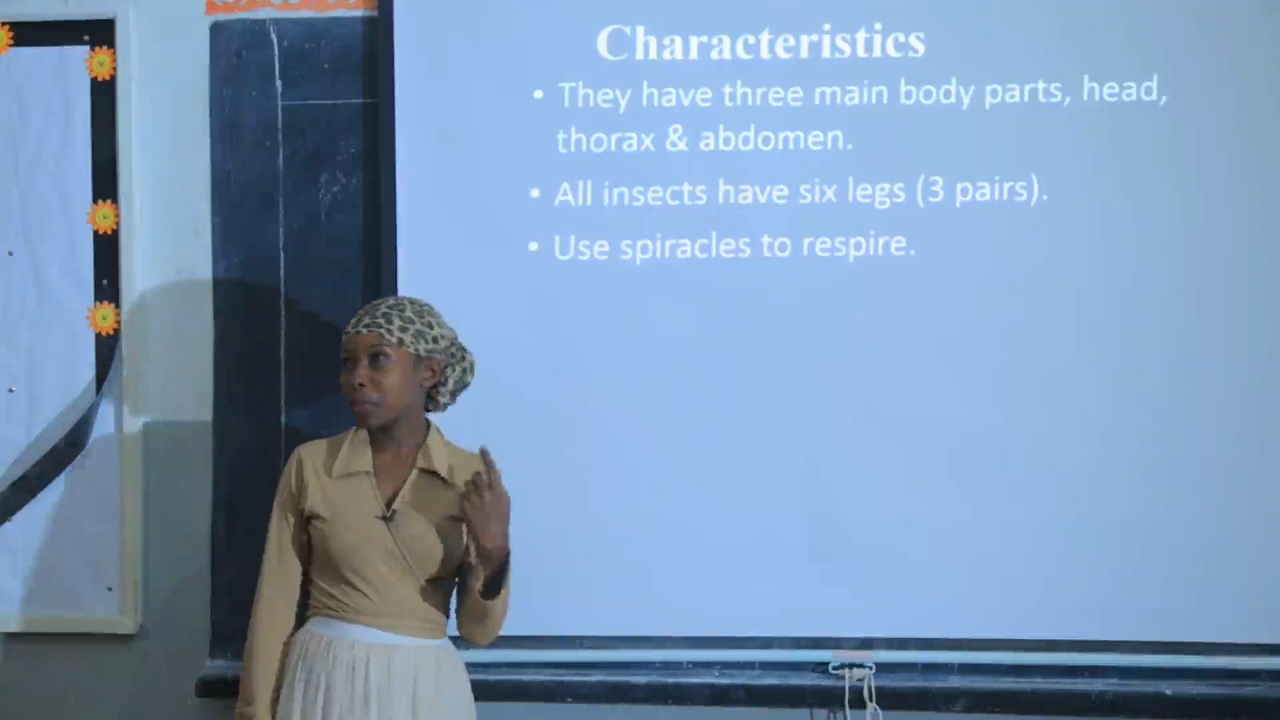 Characteristics
• They have three main body parts, head,
thorax & abdomen.
• All insects have six legs (3 pairs).
• Use spiracles to respire.